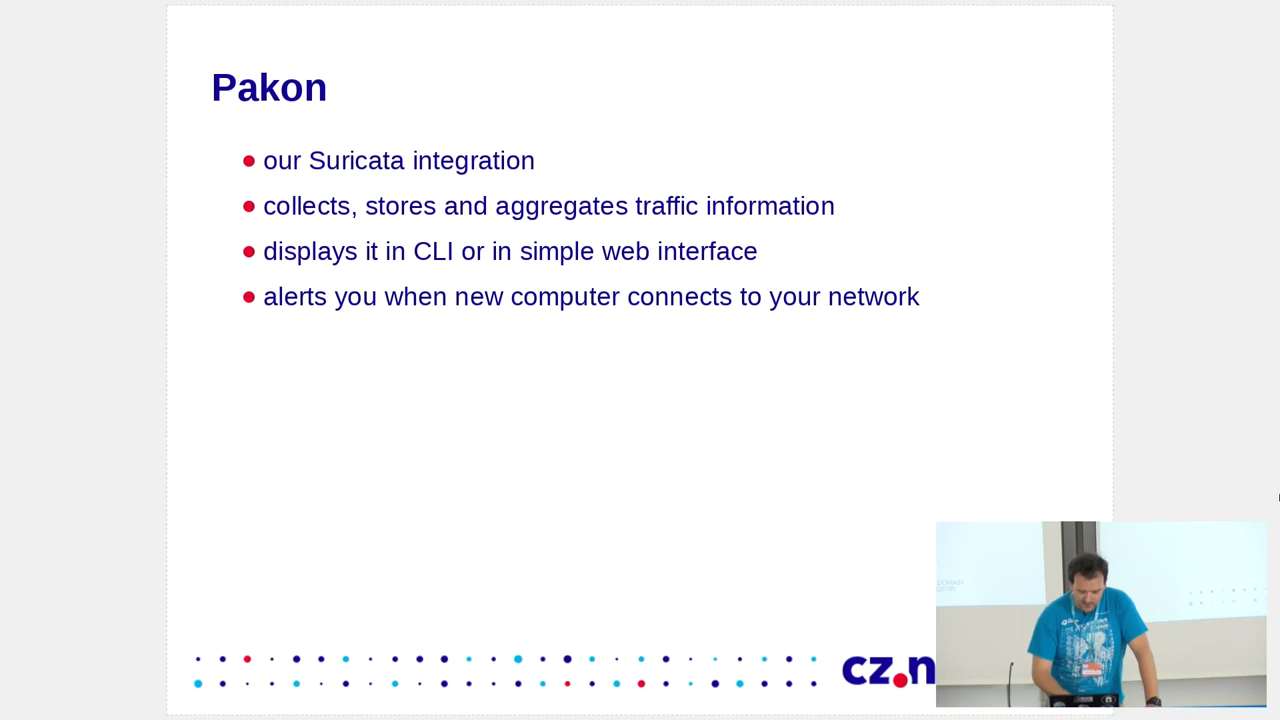 Pakon
our Suricata integration
collects, stores and aggregates traffic information
displays it in CLI or in simple web interface
alerts you when new computer connects to your network
cz.n